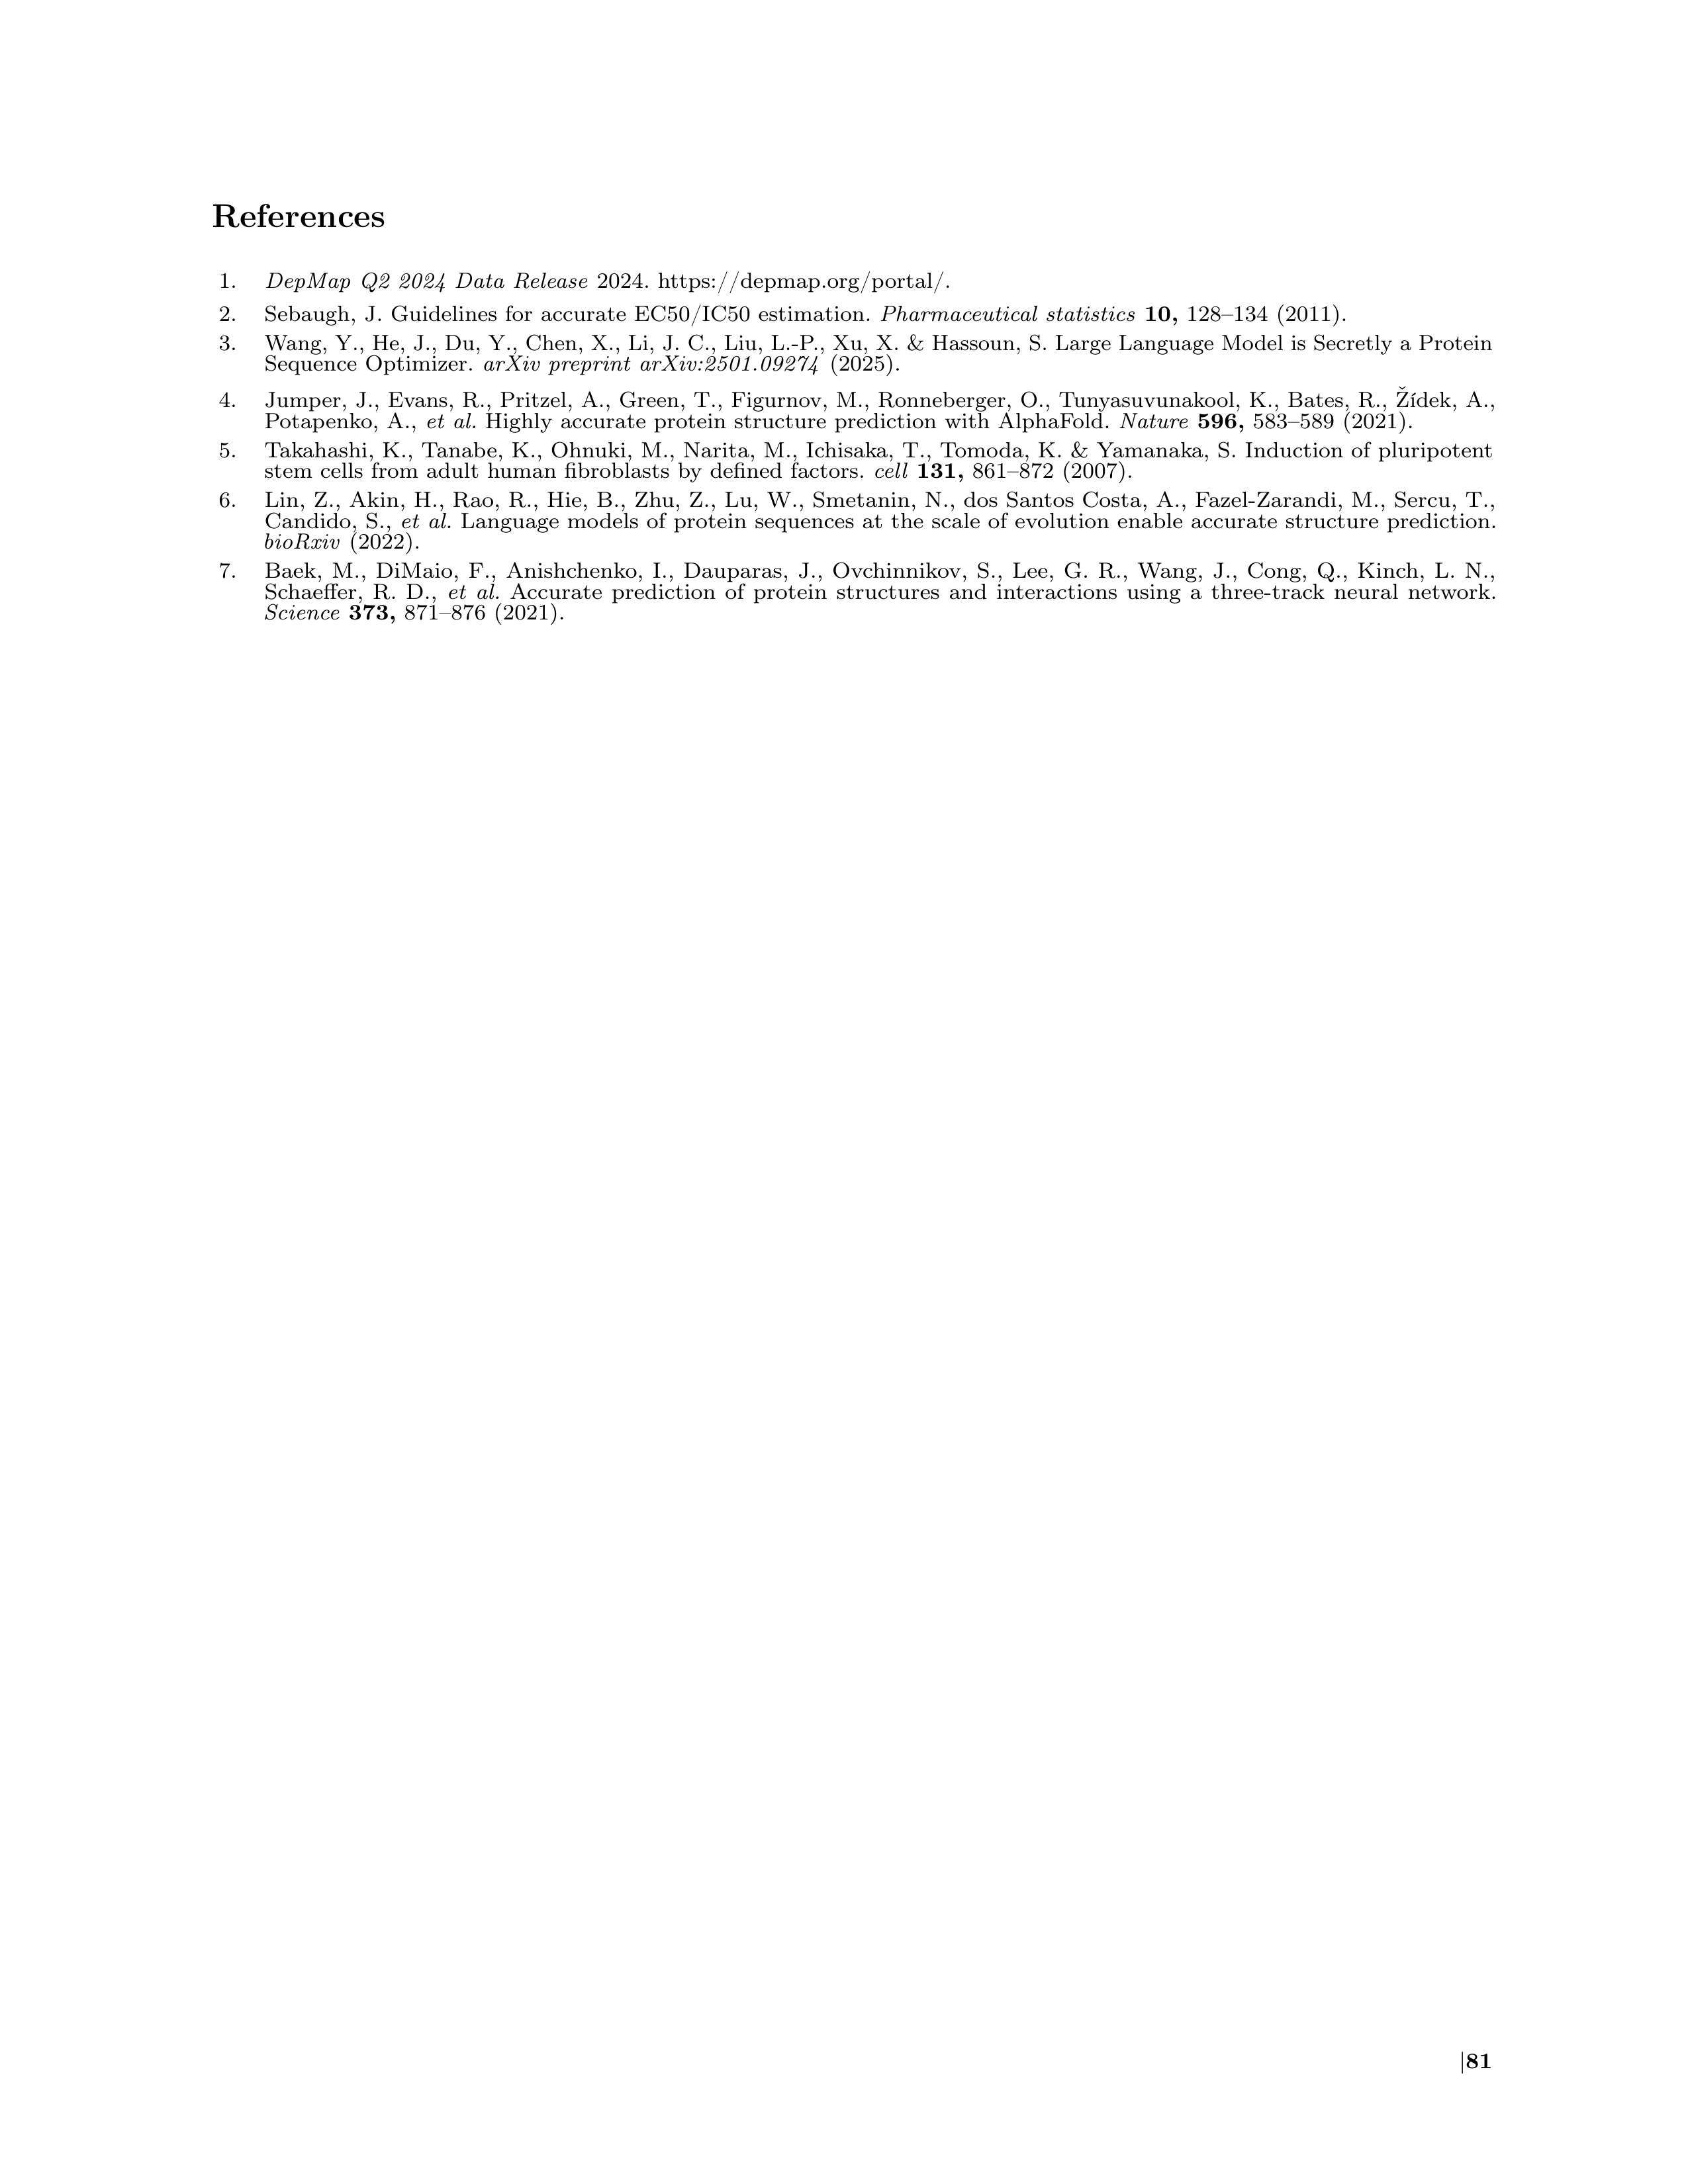 References
1. DepMap Q2 2024 Data Release 2024. https://depmap.org/portal/.
2. Sebaugh, J. Guidelines for accurate EC50/IC50 estimation. Pharmaceutical statistics 10, 128–134 (2011).
3. Wang, Y., He, J., Du, Y., Chen, X., Li, J. C., Liu, L.-P., Xu, X. & Hassoun, S. Large Language Model is Secretly a Protein
Sequence Optimizer. arXiv preprint arXiv:2501.09274 (2025).
4. Jumper, J., Evans, R., Pritzel, A., Green, T., Figurnov, M., Ronneberger, O., Tunyasuvunakool, K., Bates, R., Žídek, A.,
Potapenko, A., et al. Highly accurate protein structure prediction with AlphaFold. Nature 596, 583–589 (2021).
5. Takahashi, K., Tanabe, K., Ohnuki, M., Narita, M., Ichisaka, T., Tomoda, K. & Yamanaka, S. Induction of pluripotent
stem cells from adult human fibroblasts by defined factors. cell 131, 861–872 (2007).
6. Lin, Z., Akin, H., Rao, R., Hie, B., Zhu, Z., Lu, W., Smetanin, N., dos Santos Costa, A., Fazel-Zarandi, M., Sercu, T.,
Candido, S., et al. Language models of protein sequences at the scale of evolution enable accurate structure prediction.
bioRxiv (2022).
7. Baek, M., DiMaio, F., Anishchenko, I., Dauparas, J., Ovchinnikov, S., Lee, G. R., Wang, J., Cong, Q., Kinch, L. N.,
Schaeffer, R. D., et al. Accurate prediction of protein structures and interactions using a three-track neural network.
Science 373, 871–876 (2021).
|81